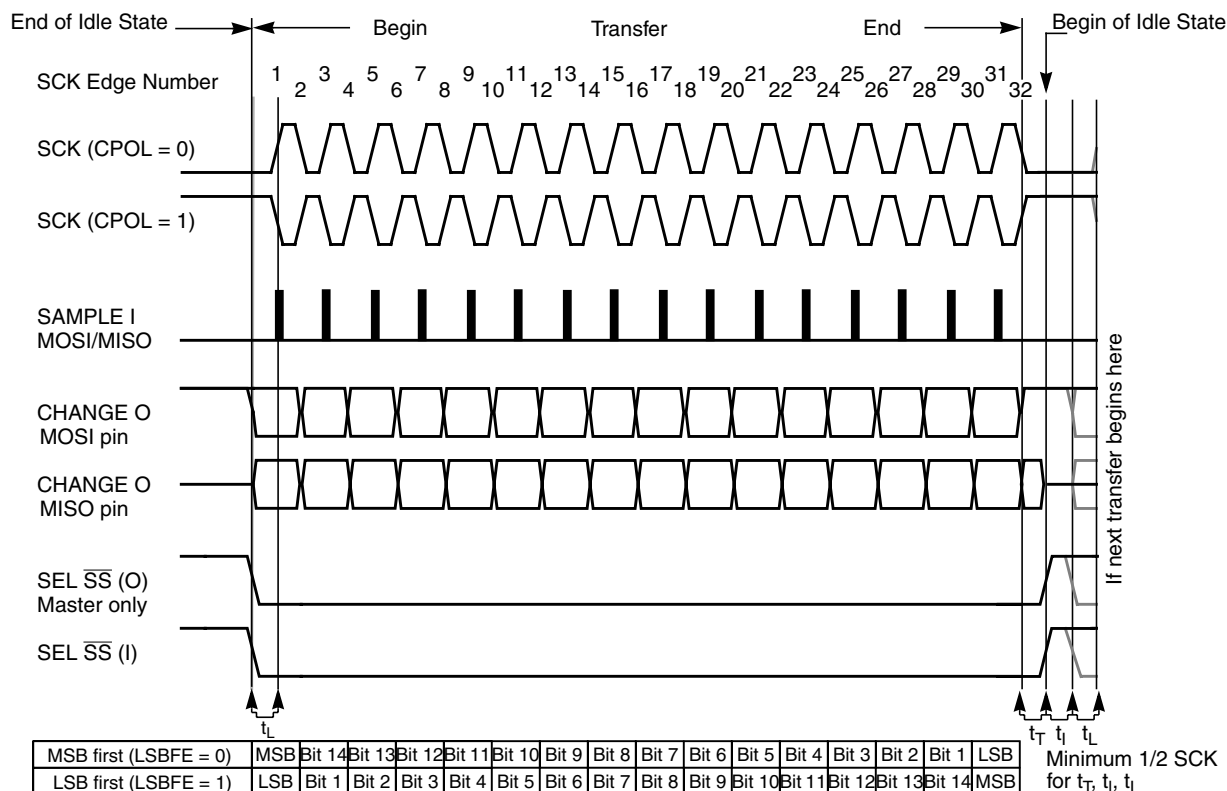 End of Idle State Begin Transfer End Begin of Idle State
SCK Edge Number 1 3 5 7 9 11 13 15 17 19 21 23 25 27 29 31
2 4 6 8 10 12 14 16 18 20 22 24 26 28 30 32
SCK (CPOL = 0)
SCK (CPOL = 1)
SAMPLE I
MOSI/MISO
CHANGE O
MOSI pin
CHANGE O
MISO pin
SEL SS (O)
Master only
SEL SS (I)
If next transfer begins here
tL tT tI tL
MSB first (LSBFE = 0) MSB Bit 14 Bit 13 Bit 12 Bit 11 Bit 10 Bit 9 Bit 8 Bit 7 Bit 6 Bit 5 Bit 4 Bit 3 Bit 2 Bit 1 LSB
LSB first (LSBFE = 1) LSB Bit 1 Bit 2 Bit 3 Bit 4 Bit 5 Bit 6 Bit 7 Bit 8 Bit 9 Bit 10 Bit 11 Bit 12 Bit 13 Bit 14 MSB
Minimum 1/2 SCK
for tT, tl, tl